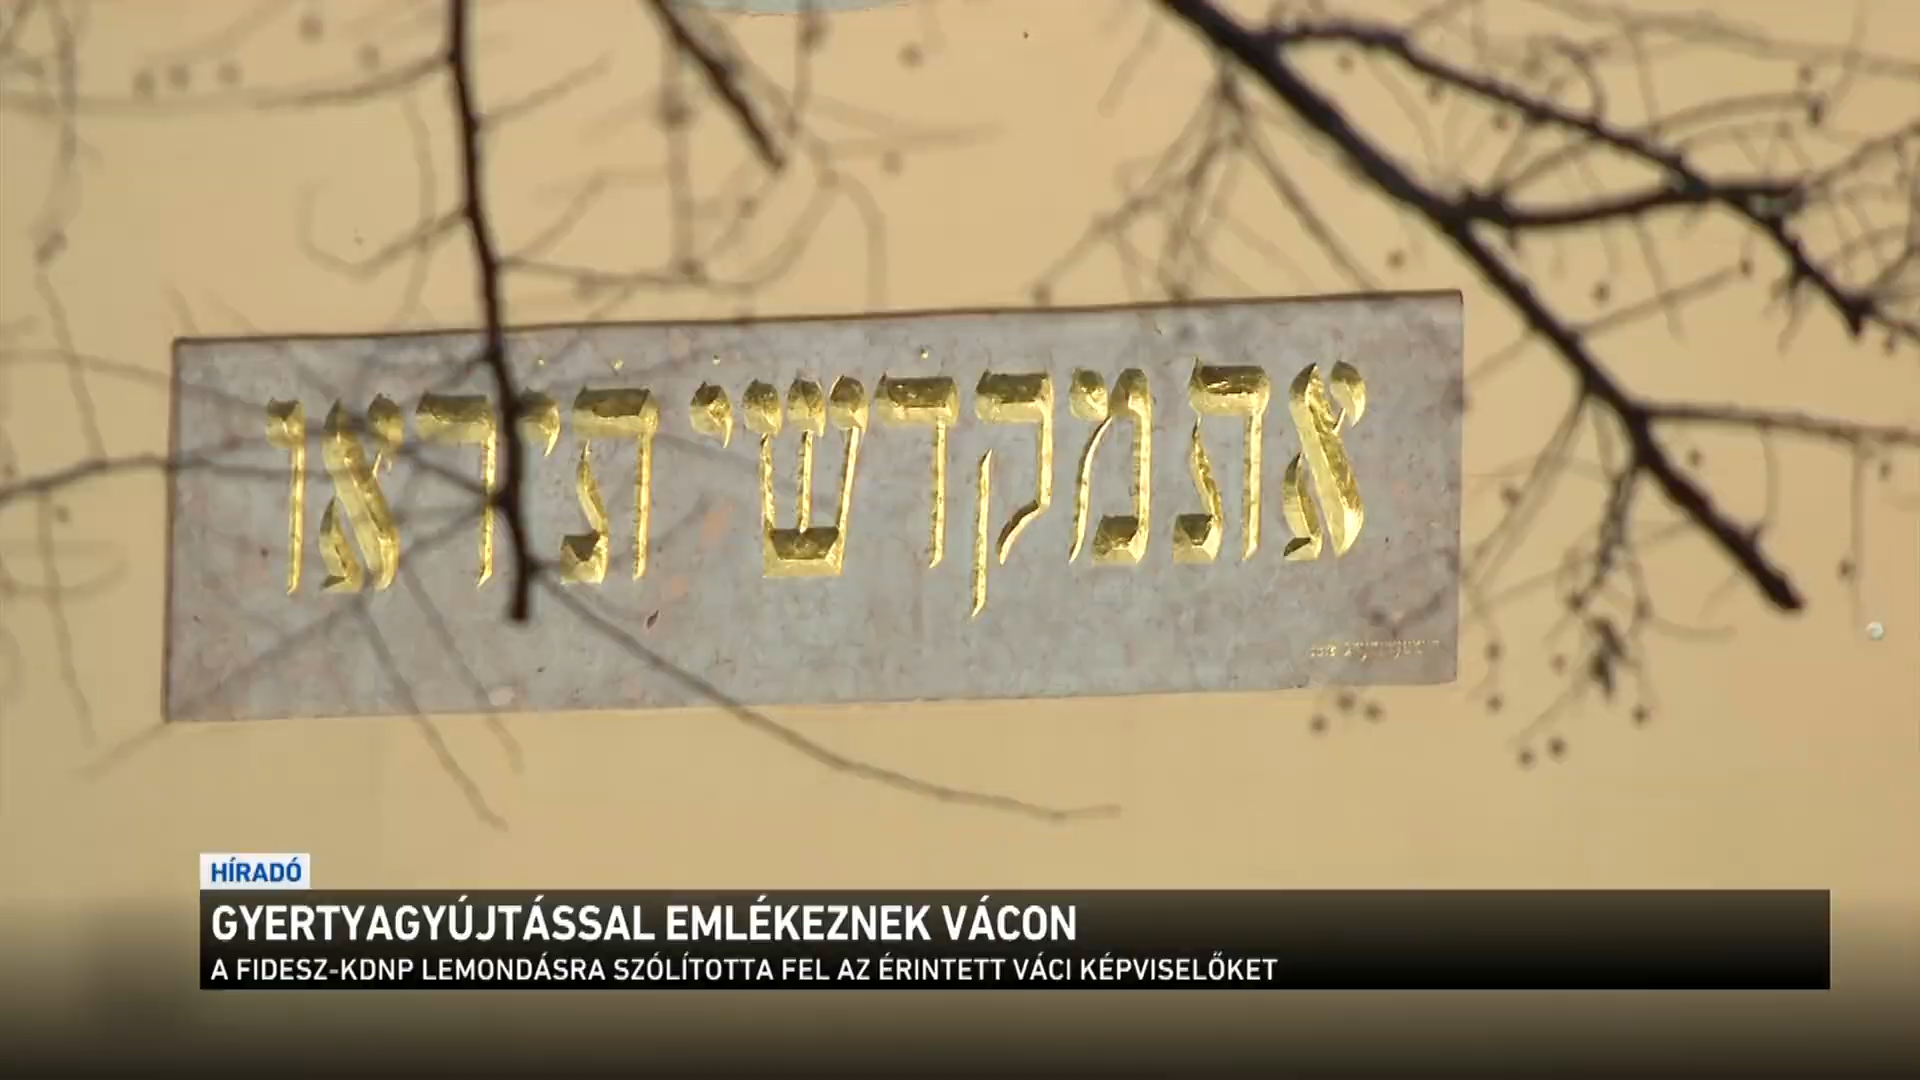 את מקדשי תיראו
HÍRADÓ
GYERTYAGYÚJTÁSSAL EMLÉKEZNEK VÁCON
A FIDESZ-KDNP LEMONDÁSRA SZÓLÍTOTTA FEL AZ ÉRINTETT VÁCI KÉPVISELŐKET